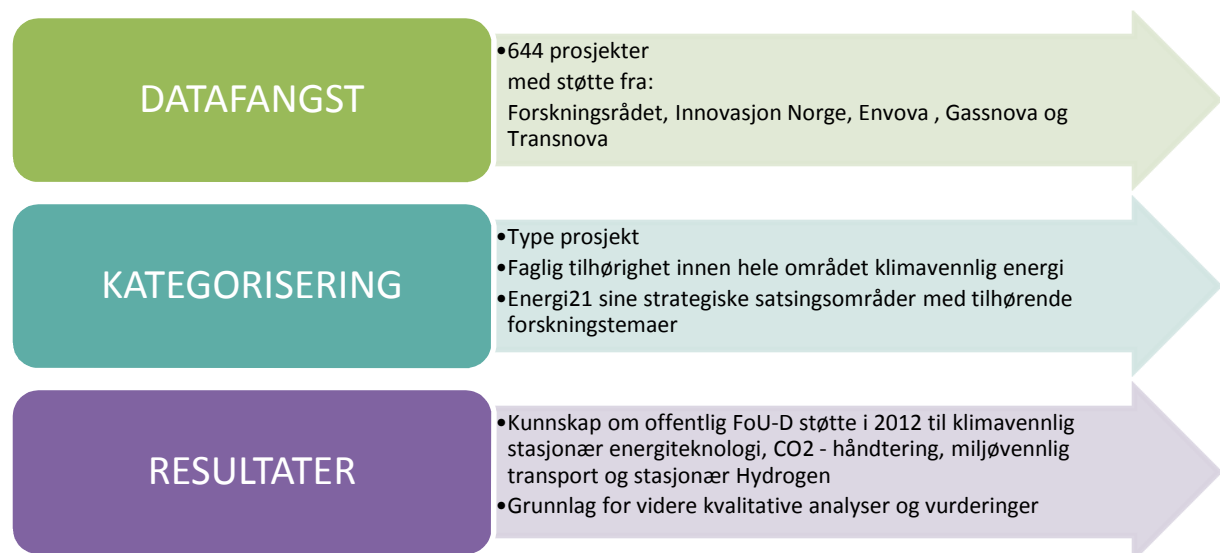 DATAFANGST
•644 prosjekter
med støtte fra:
Forskningsrådet, Innovasjon Norge, Envova , Gassnova og
Transnova
KATEGORISERING
•Type prosjekt
•Faglig tilhørighet innen hele området klimavennlig energi
•Energi21 sine strategiske satsingsområder med tilhørende
forskningstemaer
RESULTATER
•Kunnskap om offentlig FoU-D støtte i 2012 til klimavennlig
stasjonær energiteknologi, CO2 - håndtering, miljøvennlig
transport og stasjonær Hydrogen
•Grunnlag for videre kvalitative analyser og vurderinger